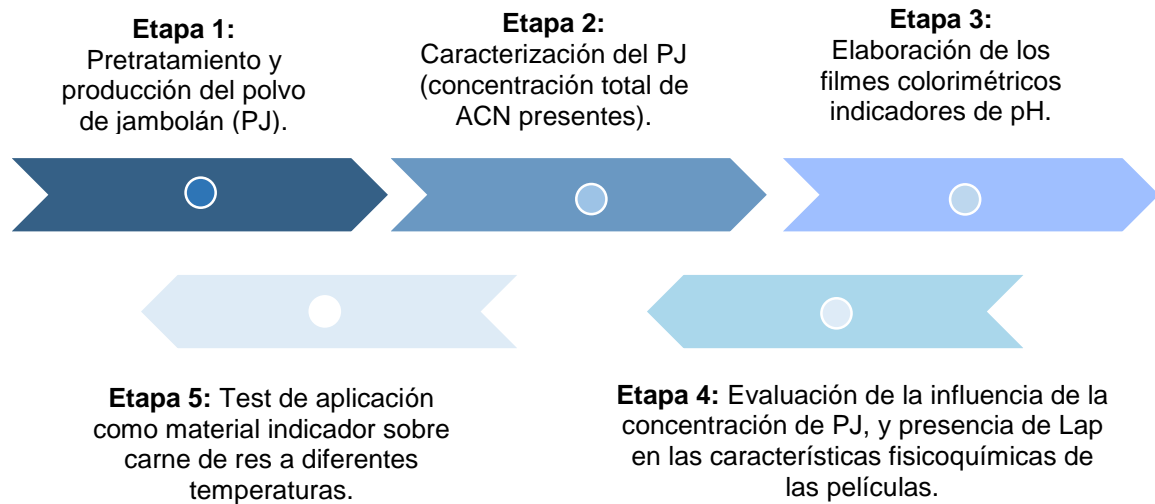 Etapa 1:
Pretratamiento y
producción del polvo
de jambolán (PJ).
Etapa 2:
Caracterización del PJ
(concentración total de
ACN presentes).
Etapa 3:
Elaboración de los
filmes colorimétricos
indicadores de pH.
Etapa 5: Test de aplicación
como material indicador sobre
carne de res a diferentes
temperaturas.
Etapa 4: Evaluación de la influencia de la
concentración de PJ, y presencia de Lap
en las características fisicoquímicas de
las películas.